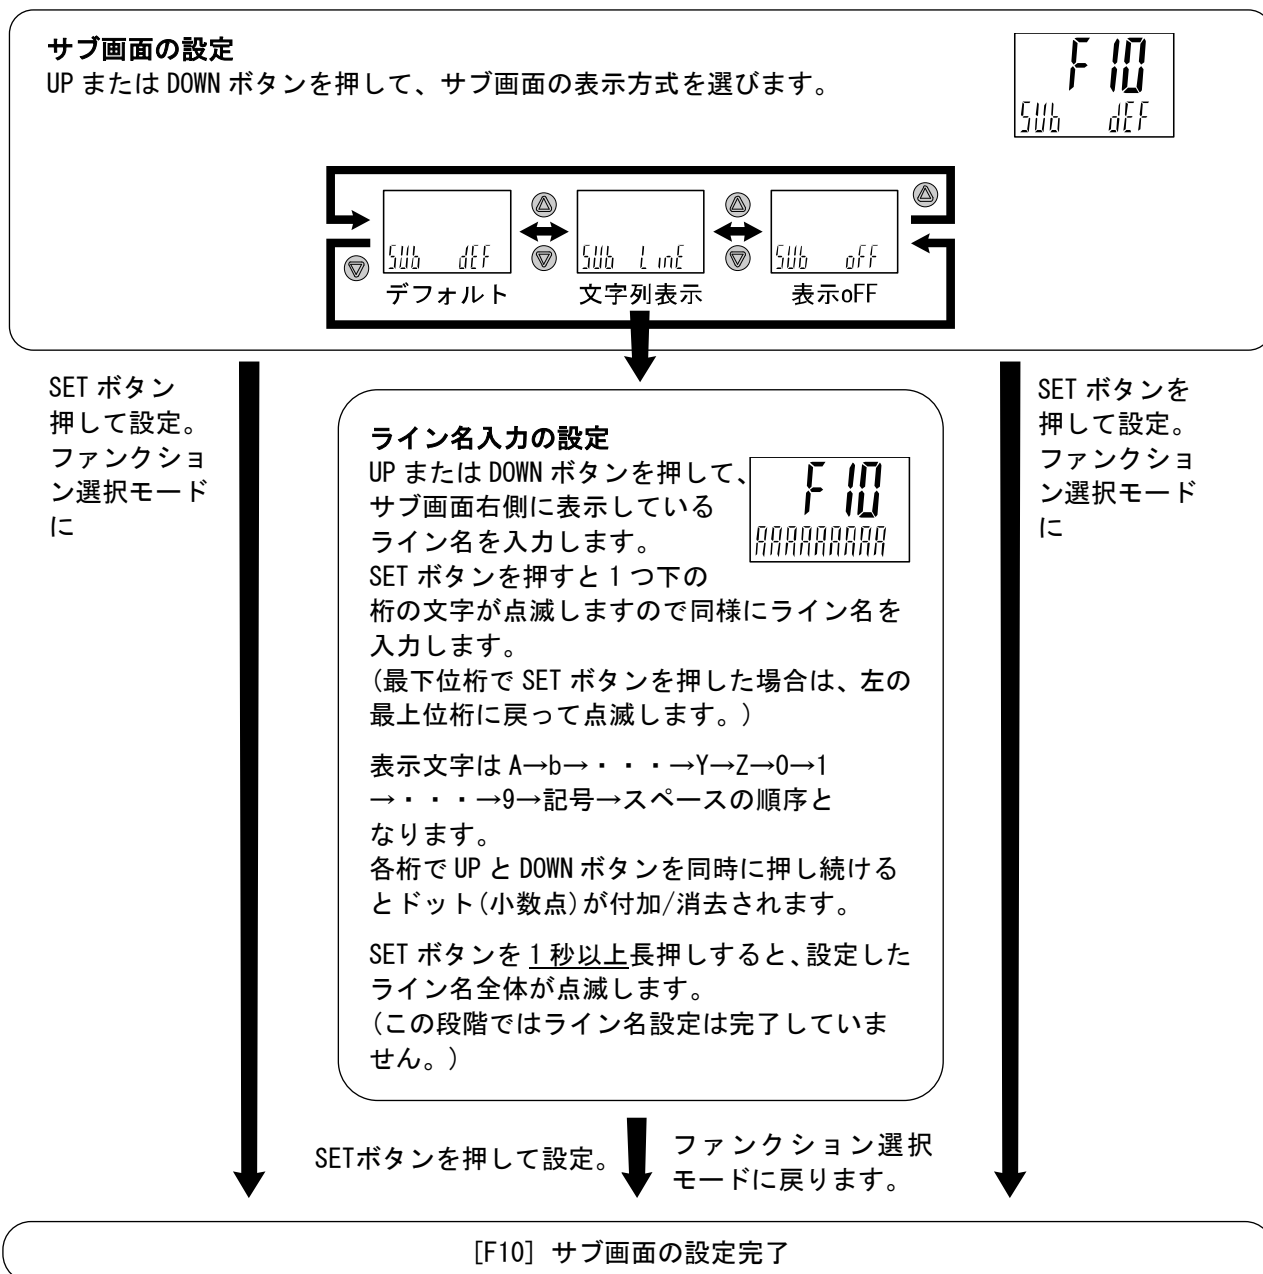 サブ画面の設定
UP または DOWN ボタンを押して、サブ画面の表示方式を選びます。
F 10
SUb dEF
SUb dEF
SUb LinE
SUb oFF
デフォルト
文字列表示
表示oFF
SET ボタン
押して設定。
ファンクショ
ン選択モード
に
ライン名入力の設定
UP または DOWN ボタンを押して、
サブ画面右側に表示している
ライン名を入力します。
SET ボタンを押すと 1 つ下の
桁の文字が点滅しますので同様にライン名を
入力します。
(最下位桁で SET ボタンを押した場合は、左の
最上位桁に戻って点滅します。)
F 10
AAAAAAAAA
表示文字は A→b→・・・→Y→Z→0→1
→・・・→9→記号→スペースの順序と
なります。
各桁で UP と DOWN ボタンを同時に押し続ける
とドット(小数点)が付加/消去されます。
SET ボタンを 1 秒以上長押しすると、設定した
ライン名全体が点滅します。
(この段階ではライン名設定は完了していま
せん。)
SET ボタンを
押して設定。
ファンクショ
ン選択モード
に
SETボタンを押して設定。
ファンクション選択
モードに戻ります。
[F10] サブ画面の設定完了